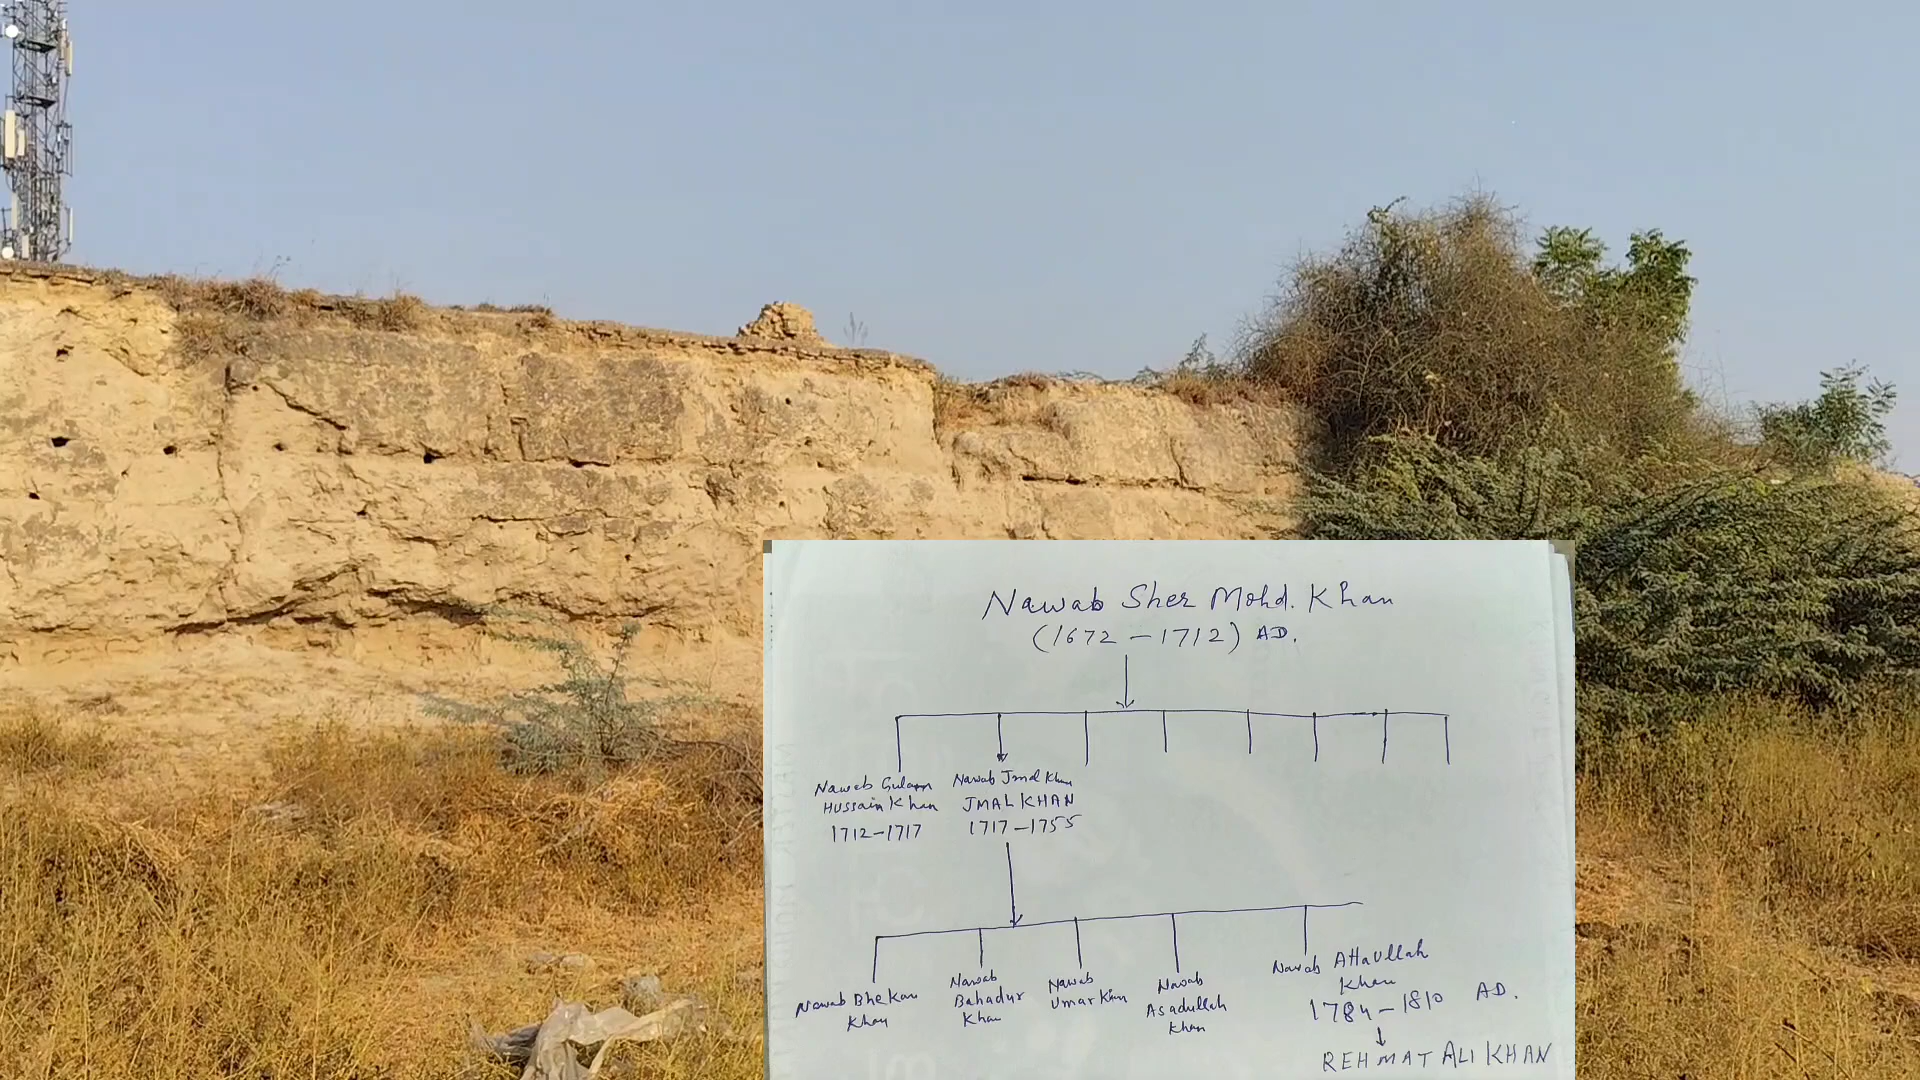 Nawab Sher Mohd. Khan
(1672 – 1712) AD.
Nawab Gulam
Hussain Khan
1712–1717
Nawab Jmal Khan
JMAL KHAN
1717–1755
Nawab Bhekan
Khan
Nawab
Bahadur
Khan
Nawab
Umar Khan
Nawab
Asadullah
Khan
Nawab Attaullah
Khan
1784–1810 AD.
REHMAT ALI KHAN